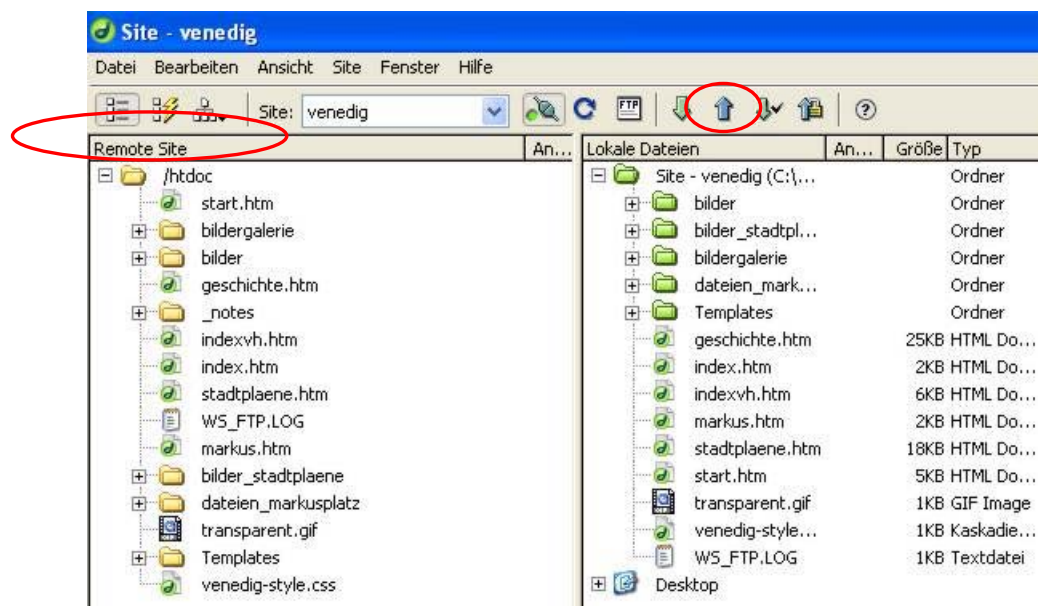 Site - venedig
Datei Bearbeiten Ansicht Site Fenster Hilfe
Site: venedig FTP
Remote Site An...
/htdoc
start.htm
bildergalerie
bilder
geschichte.htm
_notes
indexvh.htm
index.htm
stadtplaene.htm
WS_FTP.LOG
markus.htm
bilder_stadtplaene
dateien_markusplatz
transparent.gif
Templates
venedig-style.css
Lokale Dateien An... Größe Typ
Site - venedig (C:\... Ordner
bilder Ordner
bilder_stadtpl... Ordner
bildergalerie Ordner
dateien_mark... Ordner
Templates Ordner
geschichte.htm 25KB HTML Do...
index.htm 2KB HTML Do...
indexvh.htm 6KB HTML Do...
markus.htm 2KB HTML Do...
stadtplaene.htm 18KB HTML Do...
start.htm 5KB HTML Do...
transparent.gif 1KB GIF Image
venedig-style... 1KB Kaskadie...
WS_FTP.LOG 1KB Textdatei
Desktop